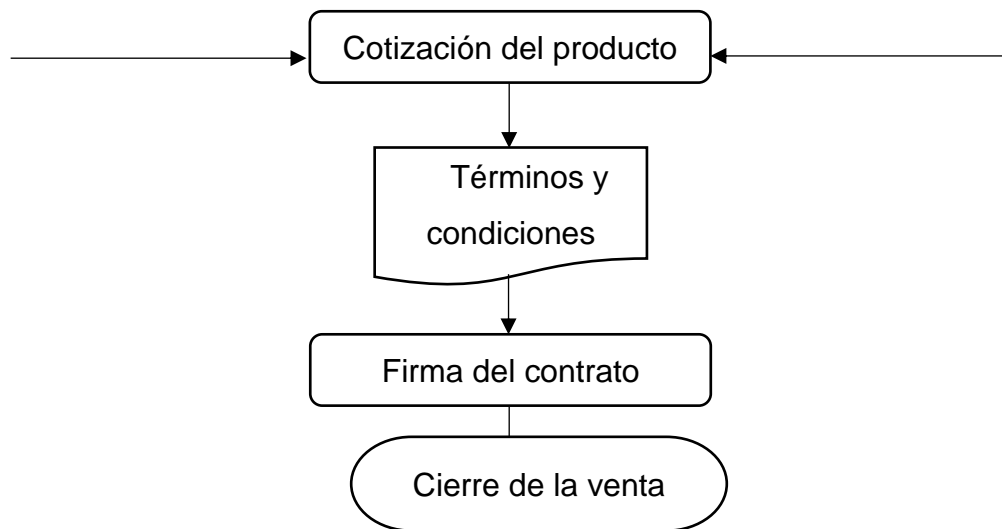 Cotización del producto
Términos y
condiciones
Firma del contrato
Cierre de la venta